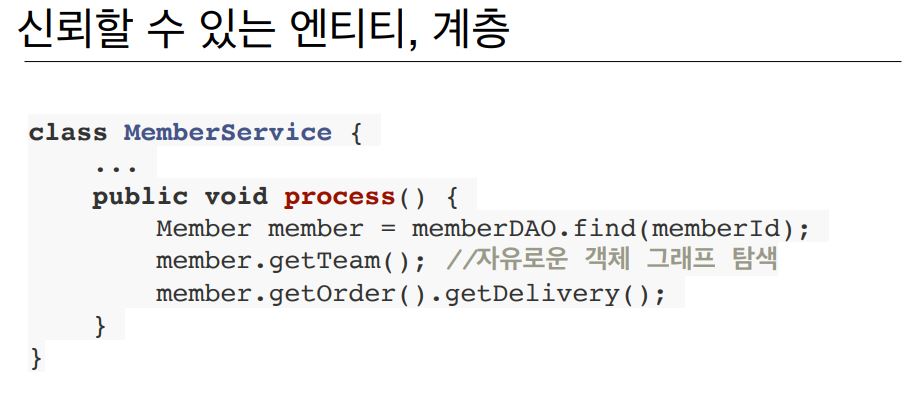 신뢰할 수 있는 엔티티, 계층
class MemberService {
    ...
    public void process() {
        Member member = memberDAO.find(memberId);
        member.getTeam(); //자유로운 객체 그래프 탐색
        member.getOrder().getDelivery();
    }
}